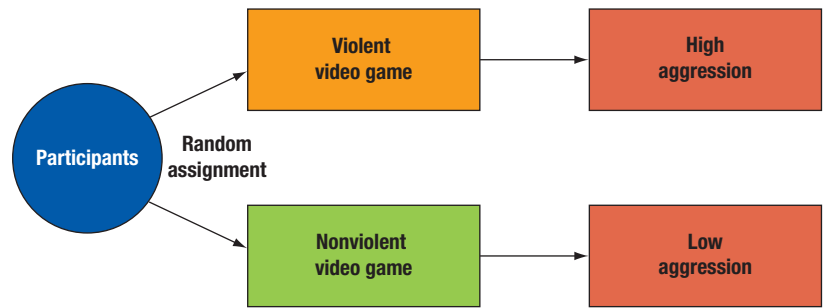 Participants
Random
assignment
Violent
video game
High
aggression
Nonviolent
video game
Low
aggression